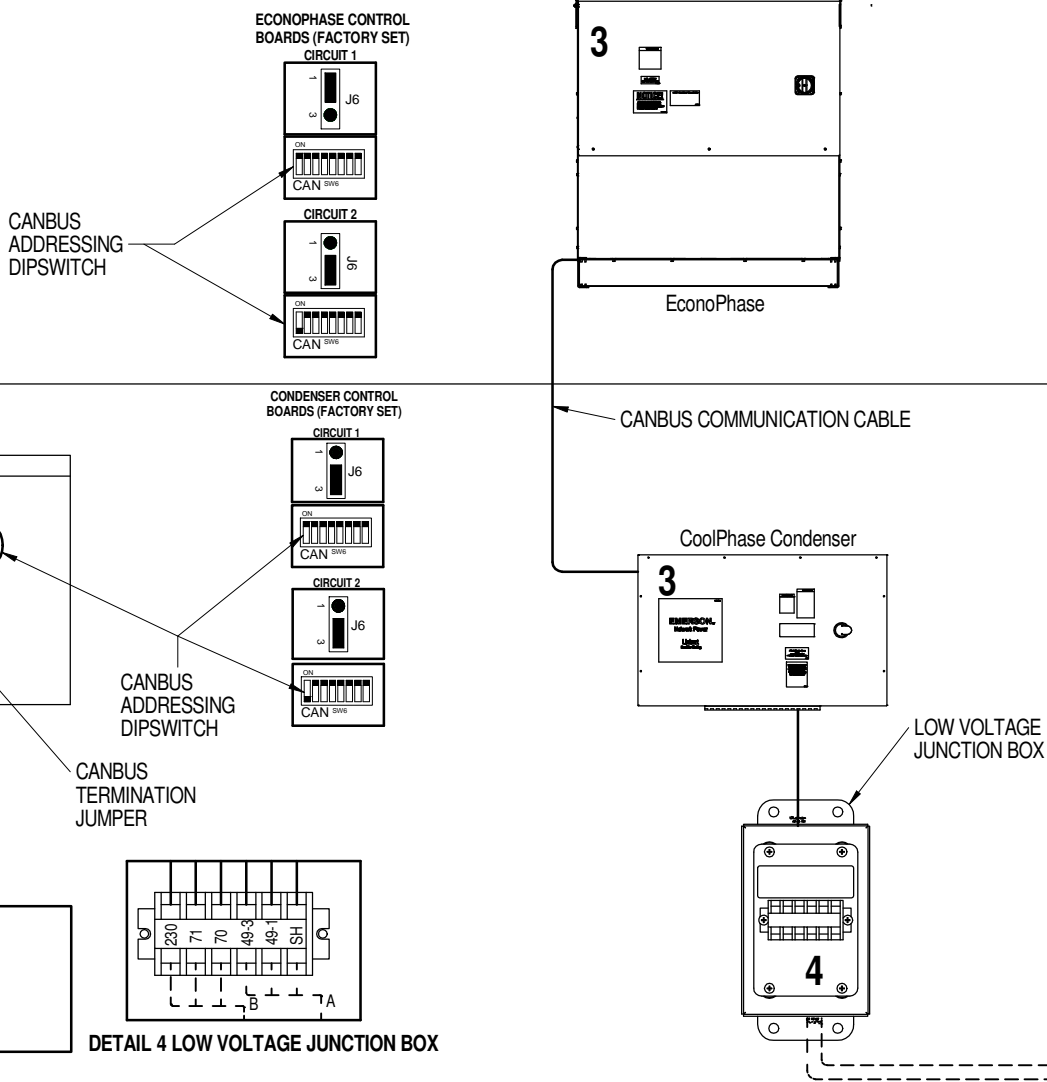 ECONOPHASE CONTROL
BOARDS (FACTORY SET)
CIRCUIT 1
1
3
J6
ON
CAN SW6
CIRCUIT 2
1
3
J6
ON
CAN SW6
CANBUS
ADDRESSING
DIPSWITCH
3
EconoPhase
CANBUS COMMUNICATION CABLE
CONDENSER CONTROL
BOARDS (FACTORY SET)
CIRCUIT 1
1
3
J6
ON
CAN SW6
CIRCUIT 2
1
3
J6
ON
CAN SW6
CANBUS
ADDRESSING
DIPSWITCH
CANBUS
TERMINATION
JUMPER
CoolPhase Condenser
3
EMERSON
Network Power
Liebert
LOW VOLTAGE
JUNCTION BOX
4
230
71
70
49-3
49-1
SH
B
A
DETAIL 4 LOW VOLTAGE JUNCTION BOX